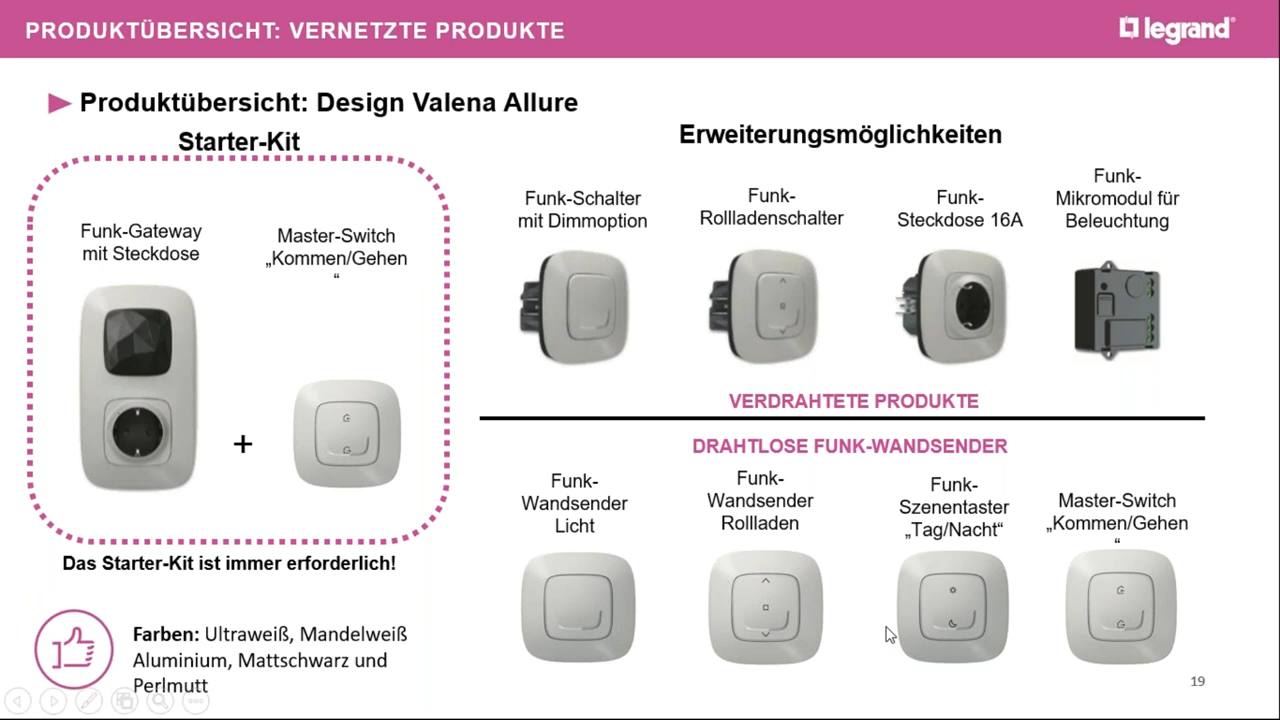 PRODUKTÜBERSICHT: VERNETZTE PRODUKTE
legrand®
Produktübersicht: Design Valena Allure
Starter-Kit
Funk-Gateway
mit Steckdose
Master-Switch
„Kommen/Gehen
“
+
Das Starter-Kit ist immer erforderlich!
Farben: Ultraweiß, Mandelweiß
Aluminium, Mattschwarz und
Perlmutt
Erweiterungsmöglichkeiten
Funk-Schalter
mit Dimmoption
Funk-
Rollladenschalter
Funk-
Steckdose 16A
Funk-
Mikromodul für
Beleuchtung
VERDRAHTETE PRODUKTE
DRAHTLOSE FUNK-WANDSENDER
Funk-
Wandsender
Licht
Funk-
Wandsender
Rollladen
Funk-
Szenentaster
„Tag/Nacht“
Master-Switch
„Kommen/Gehen
“
19